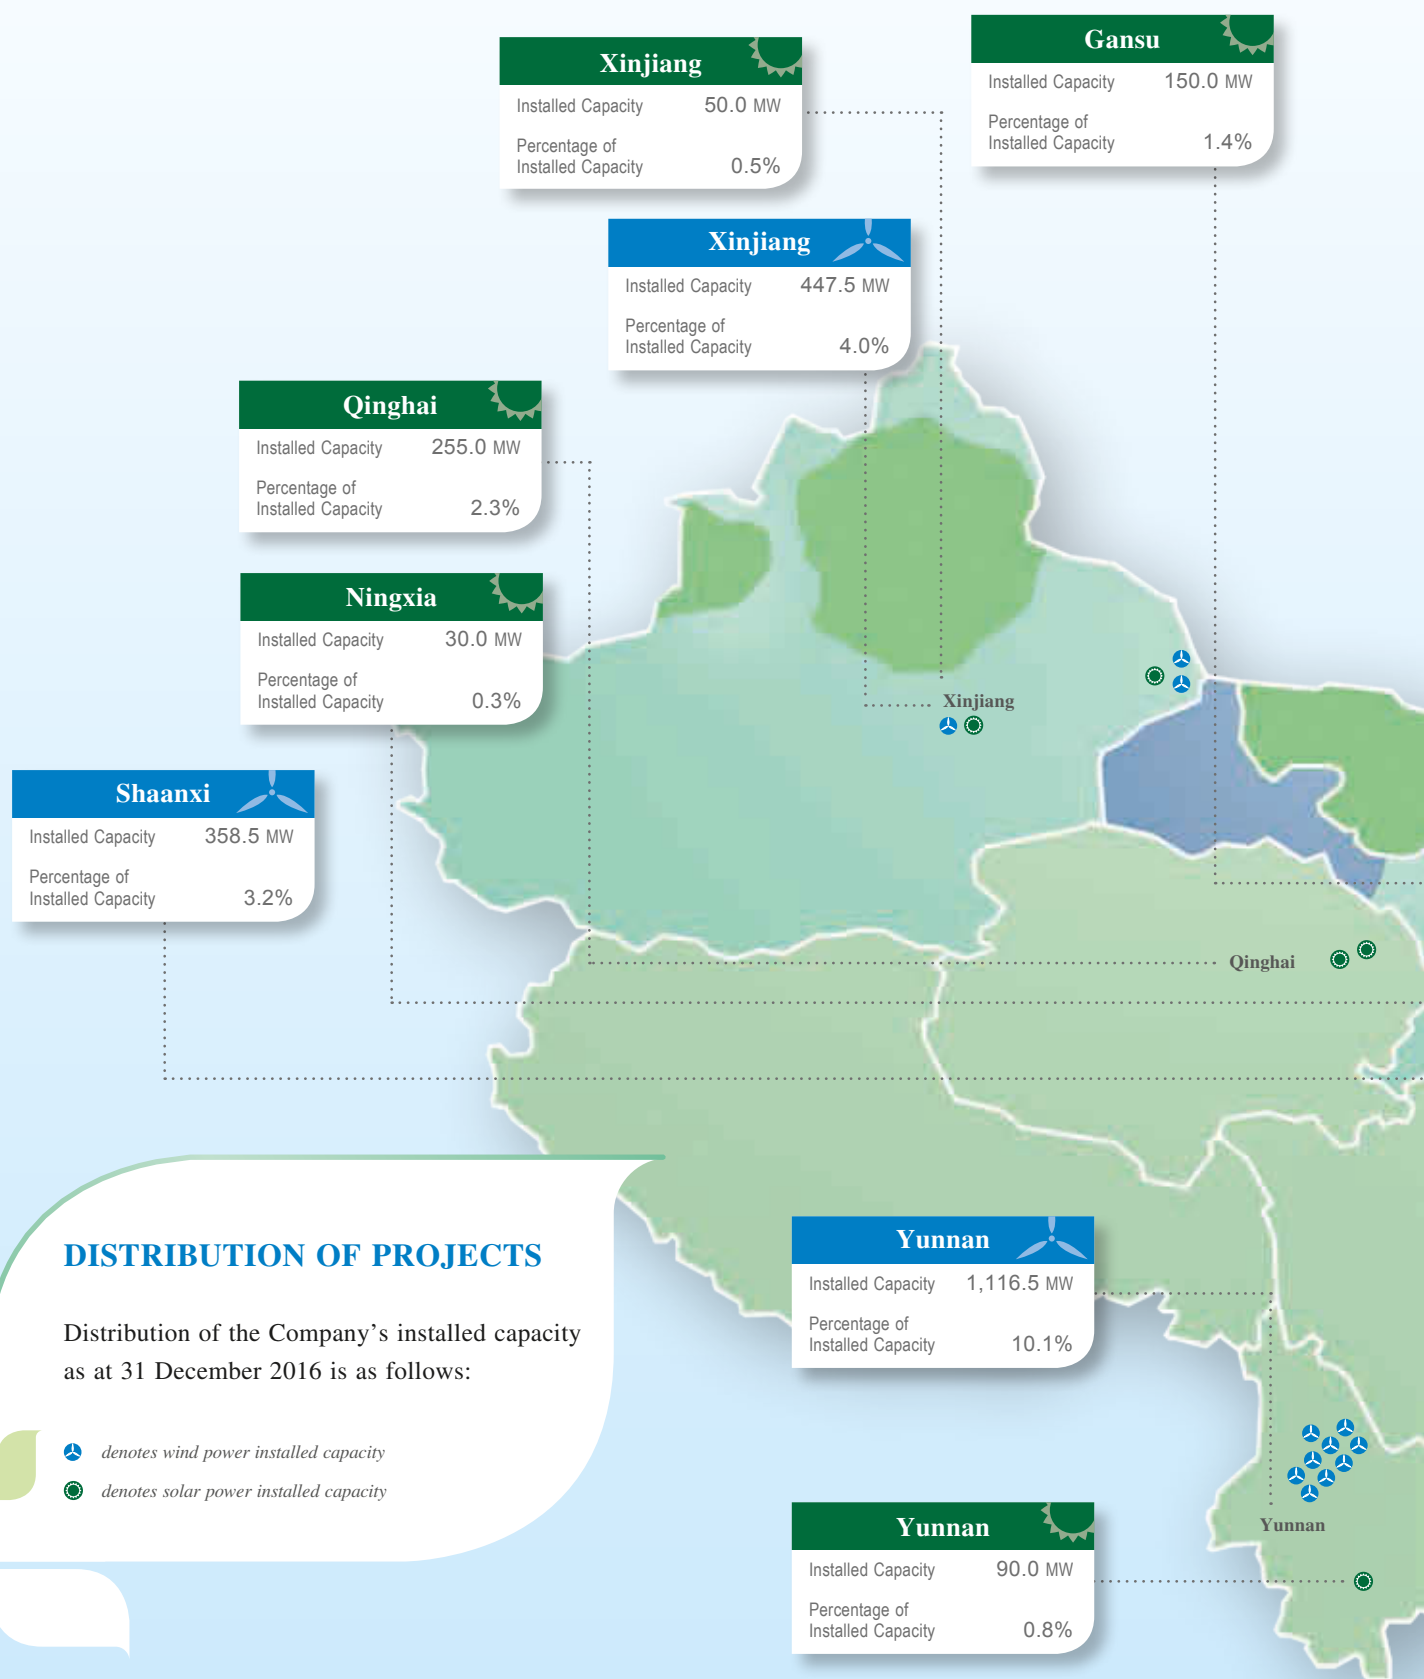 Gansu
Installed Capacity 150.0 MW
Percentage of
Installed Capacity 1.4%
Xinjiang
Installed Capacity 50.0 MW
Percentage of
Installed Capacity 0.5%
Xinjiang
Installed Capacity 447.5 MW
Percentage of
Installed Capacity 4.0%
Qinghai
Installed Capacity 255.0 MW
Percentage of
Installed Capacity 2.3%
Ningxia
Installed Capacity 30.0 MW
Percentage of
Installed Capacity 0.3%
Xinjiang
Shaanxi
Installed Capacity 358.5 MW
Percentage of
Installed Capacity 3.2%
Qinghai
DISTRIBUTION OF PROJECTS
Distribution of the Company’s installed capacity
as at 31 December 2016 is as follows:
denotes wind power installed capacity
denotes solar power installed capacity
Yunnan
Installed Capacity 1,116.5 MW
Percentage of
Installed Capacity 10.1%
Yunnan
Yunnan
Installed Capacity 90.0 MW
Percentage of
Installed Capacity 0.8%